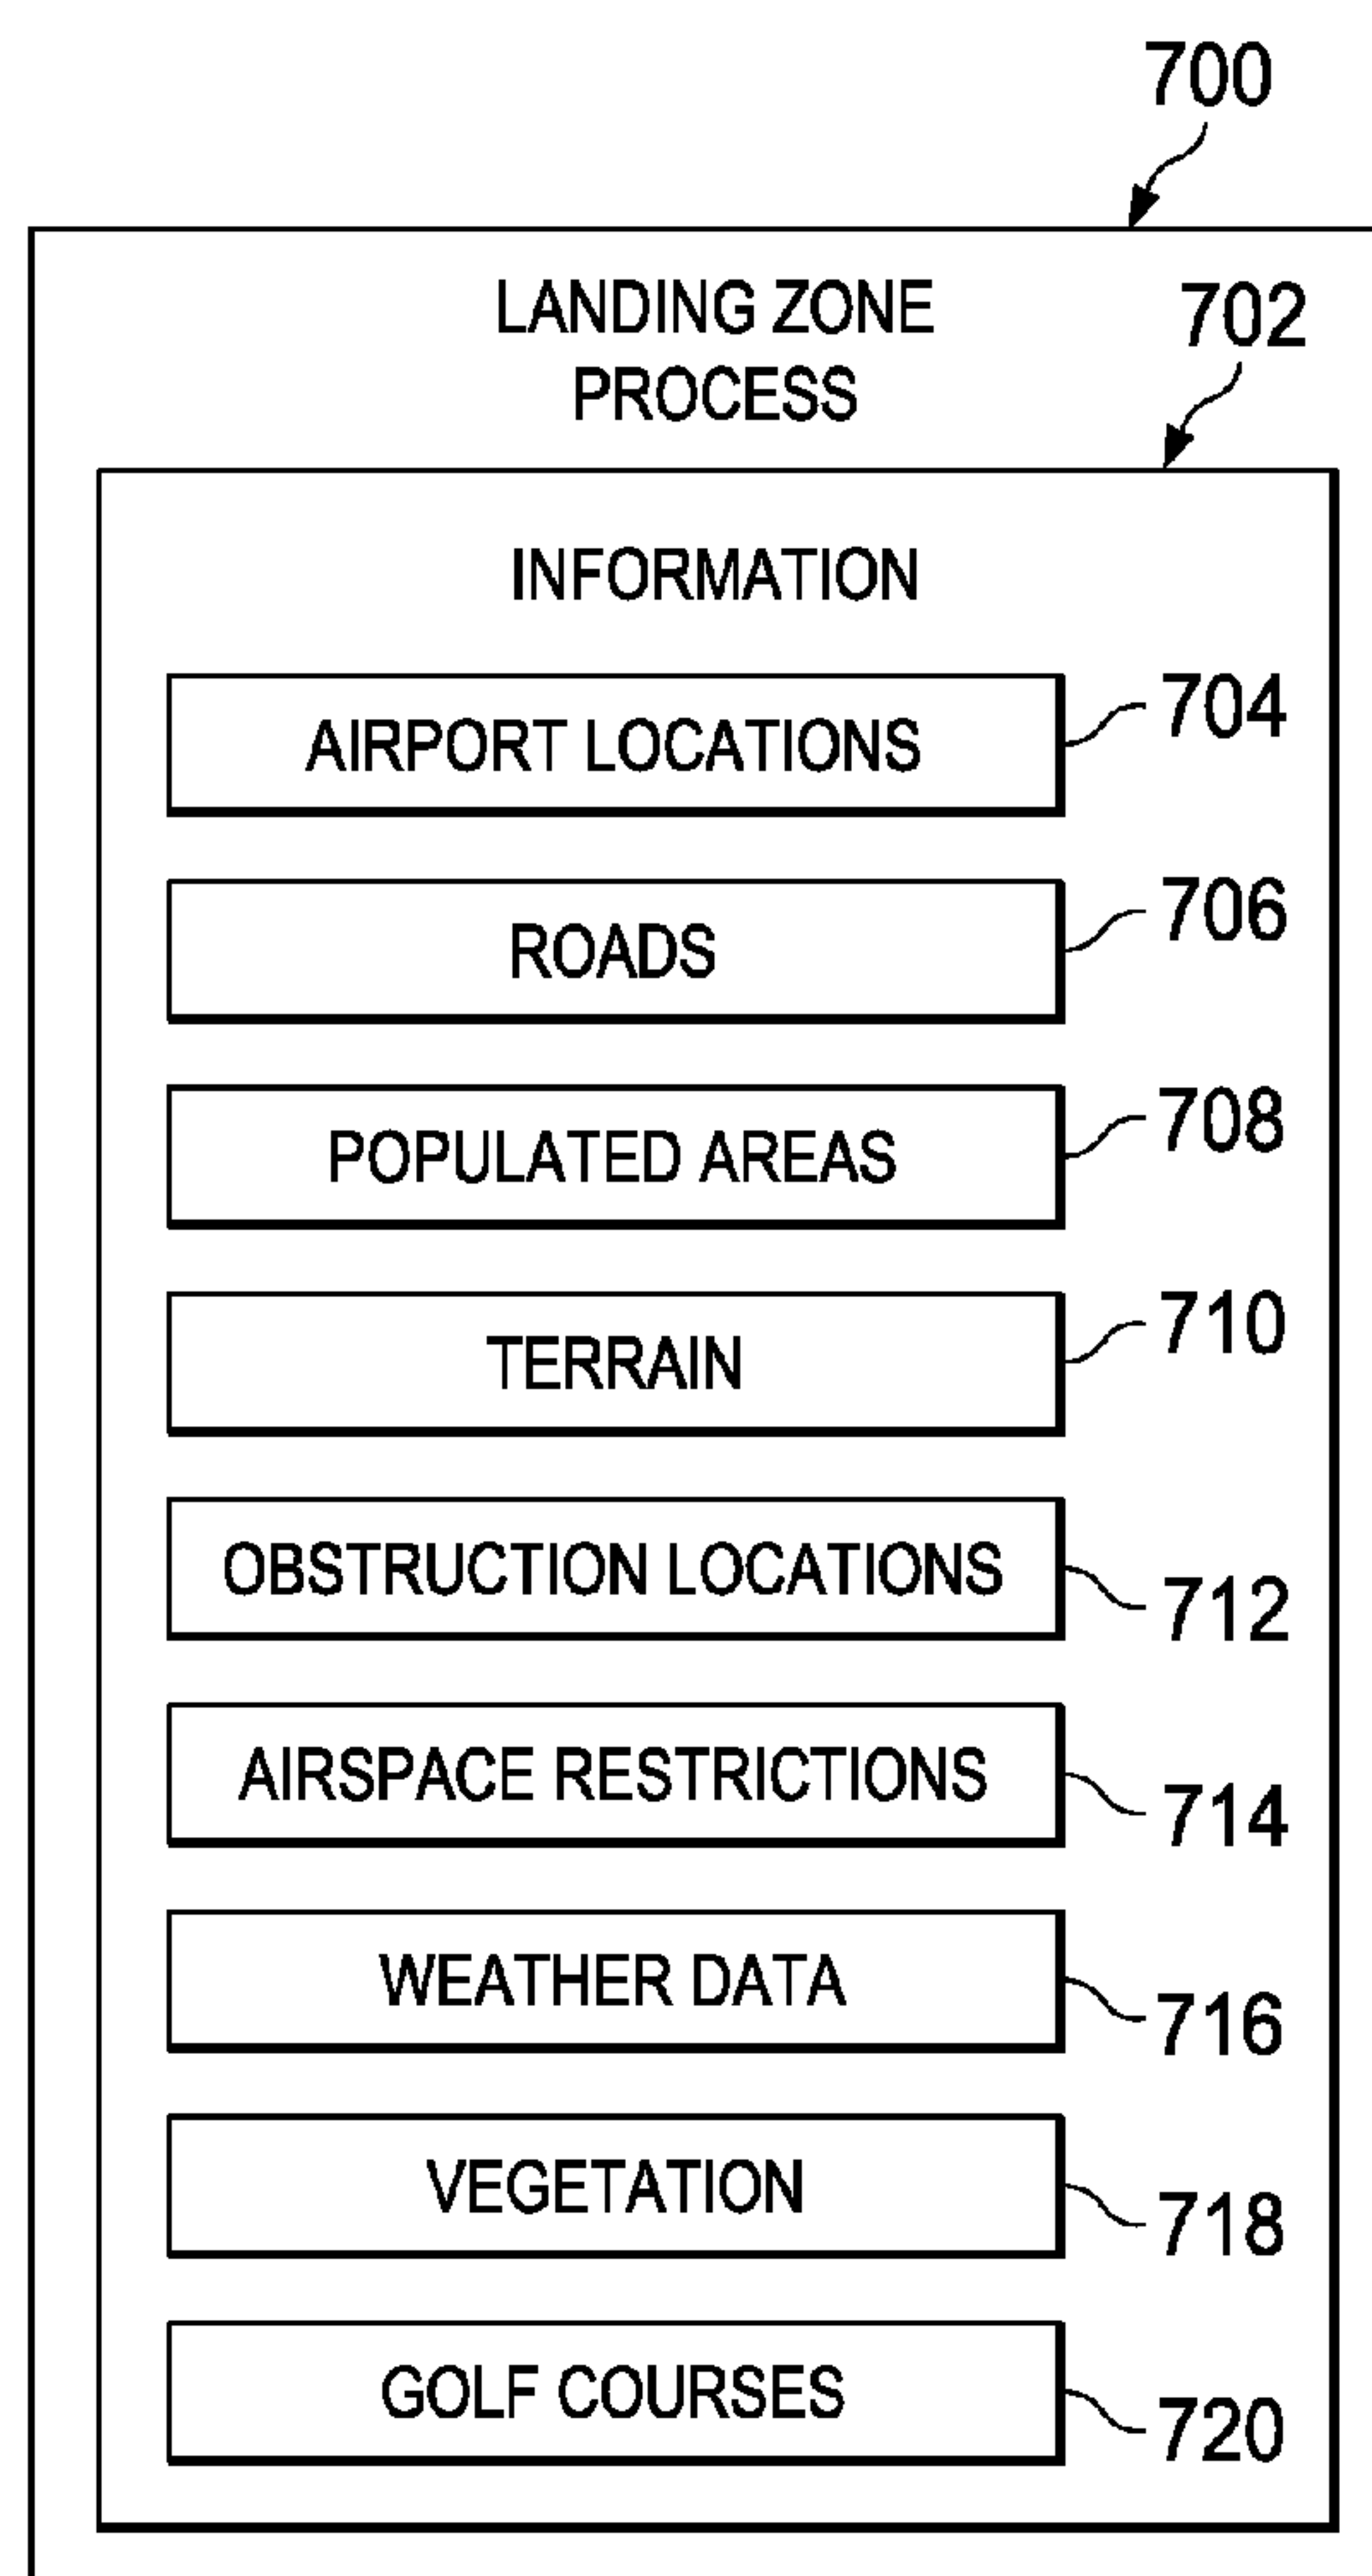 700
LANDING ZONE
PROCESS
702
INFORMATION
AIRPORT LOCATIONS
704
ROADS
706
POPULATED AREAS
708
TERRAIN
710
OBSTRUCTION LOCATIONS
712
AIRSPACE RESTRICTIONS
714
WEATHER DATA
716
VEGETATION
718
GOLF COURSES
720